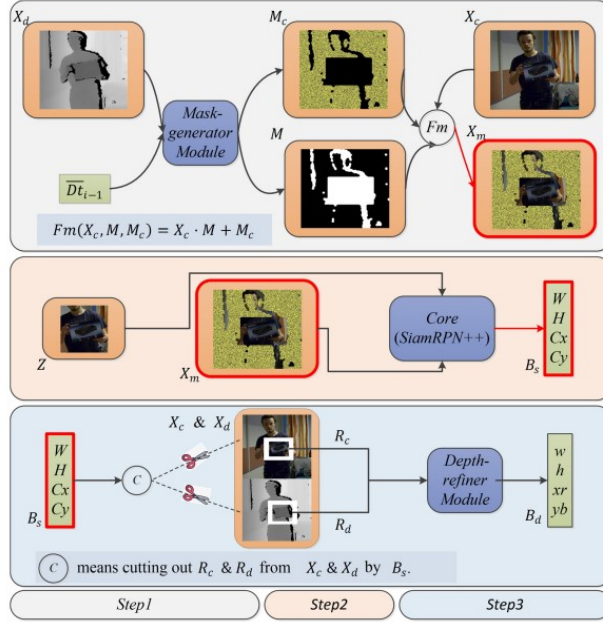 X_d
M_c
X_c
Mask-
generator
Module
Fm
M
X_m
\overline{Dt}_{i-1}
Fm(X_c, M, M_c) = X_c · M + M_c
Z
X_m
Core
(SiamRPN++)
W
H
Cx
Cy
B_s
X_c & X_d
W
H
Cx
Cy
B_s
C
R_c
R_d
Depth-
refiner
Module
w
h
xr
yb
B_d
C means cutting out R_c & R_d from X_c & X_d by B_s.
Step1 Step2 Step3